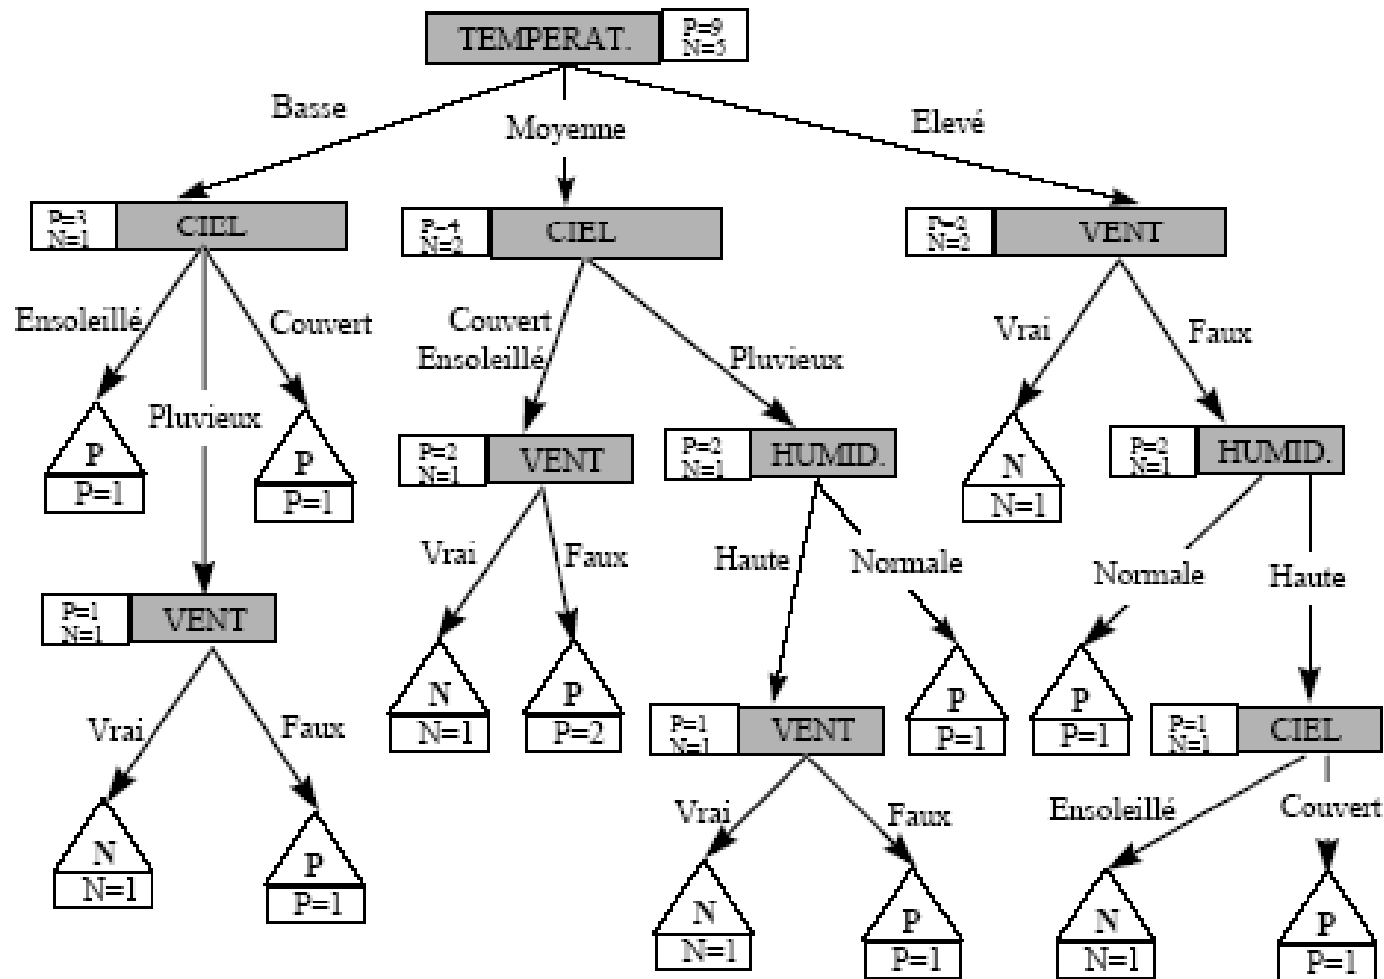 TEMPERAT.
P=9
N=5
Basse
Moyenne
Elevé
P=3
N=1
CIEL
P=4
N=2
CIEL
P=2
N=2
VENT
Ensoleillé
Couvert
Pluvieux
Couvert
Ensoleillé
Pluvieux
Vrai
Faux
P
P=1
P
P=1
P=2
N=1
VENT
P=2
N=1
HUMID.
N
N=1
P=2
N=1
HUMID.
Vrai
Faux
Haute
Normale
Normale
Haute
P=1
N=1
VENT
N
N=1
P
P=2
P=1
N=1
VENT
P
P=1
P
P=1
P=1
N=1
CIEL
Vrai
Faux
Vrai
Faux
Ensoleillé
Couvert
N
N=1
P
P=1
N
N=1
P
P=1
N
N=1
P
P=1